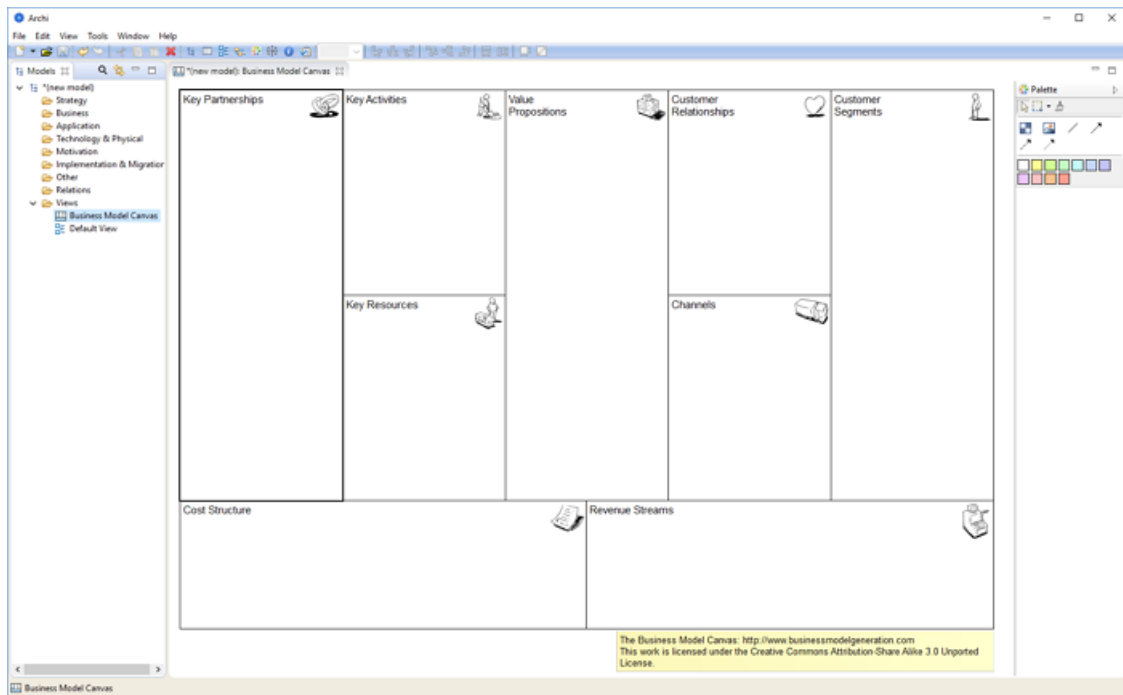 Archi
File Edit View Tools Window Help
Models
*(new model): Business Model Canvas
*(new model)
Strategy
Business
Application
Technology & Physical
Motivation
Implementation & Migration
Other
Relations
Views
Business Model Canvas
Default View
Key Partnerships
Key Activities
Value
Propositions
Customer
Relationships
Customer
Segments
Key Resources
Channels
Cost Structure
Revenue Streams
The Business Model Canvas: http://www.businessmodelgeneration.com
This work is licensed under the Creative Commons Attribution-Share Alike 3.0 Unported
License.
Palette
Business Model Canvas